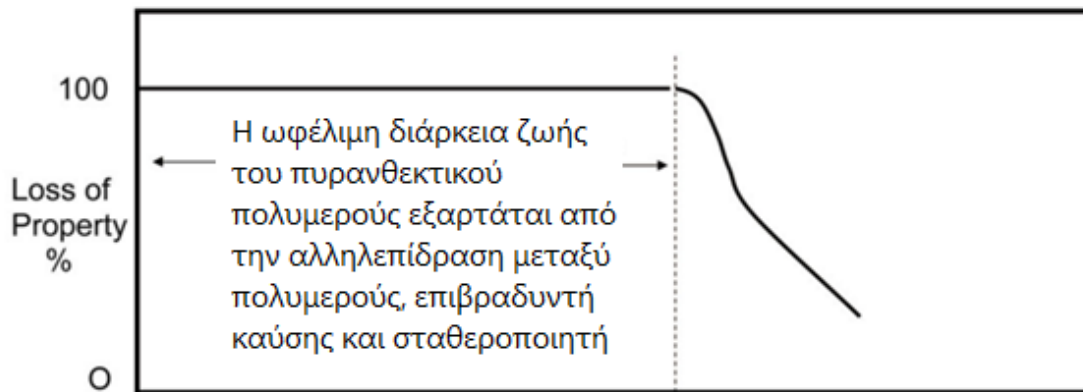 100
Loss of
Property
%
O
Η ωφέλιμη διάρκεια ζωής
του πυρανθεκτικού
πολυμερούς εξαρτάται από
την αλληλεπίδραση μεταξύ
πολυμερούς, επιβραδυντή
καύσης και σταθεροποιητή